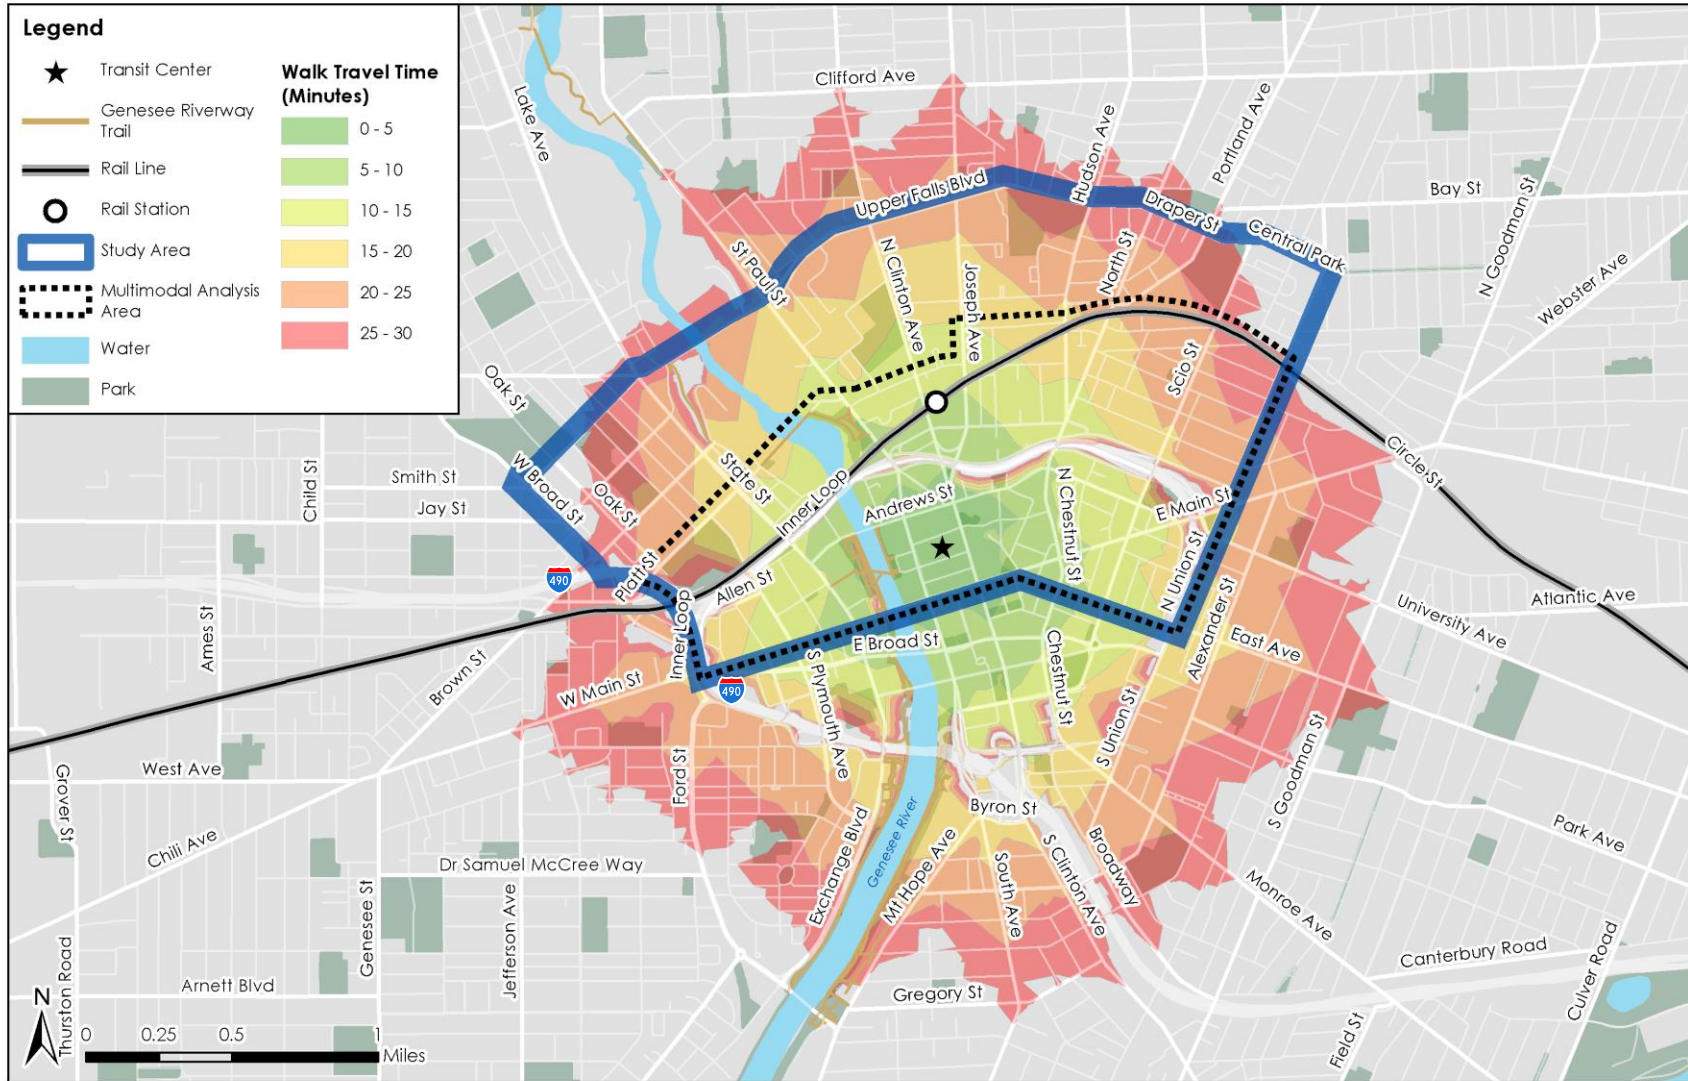 Legend
Transit Center
Genesee Riverway
Trail
Rail Line
Rail Station
Study Area
Multimodal Analysis
Area
Water
Park
Walk Travel Time
(Minutes)
0 - 5
5 - 10
10 - 15
15 - 20
20 - 25
25 - 30
Clifford Ave
Lake Ave
Hudson Ave
Portland Ave
Upper Falls Blvd
Draper St
Bay St
Central Park
N Goodman St
Webster Ave
St Paul St
N Clinton Ave
Joseph Ave
North St
Scio St
Oak St
W Broad St
Oak St
State St
Smith St
Jay St
Child St
Inner Loop
Andrews St
N Chestnut St
E Main St
Circle St
Platt St
Allen St
490
Inner Loop
N Union St
Alexander St
University Ave
Atlantic Ave
Ames St
Brown St
W Main St
490
E Broad St
S Plymouth Ave
Chestnut St
East Ave
S Union St
S Goodman St
West Ave
Grover St
Chili Ave
Ford St
Byron St
Genesee River
Exchange Blvd
Mt Hope Ave
South Ave
S Clinton Ave
Broadway
Park Ave
Monroe Ave
Dr Samuel McCree Way
Genesee St
Jefferson Ave
Thurston Road
Arnett Blvd
Gregory St
Canterbury Road
Culver Road
Field St
N
0
0.25
0.5
1
Miles